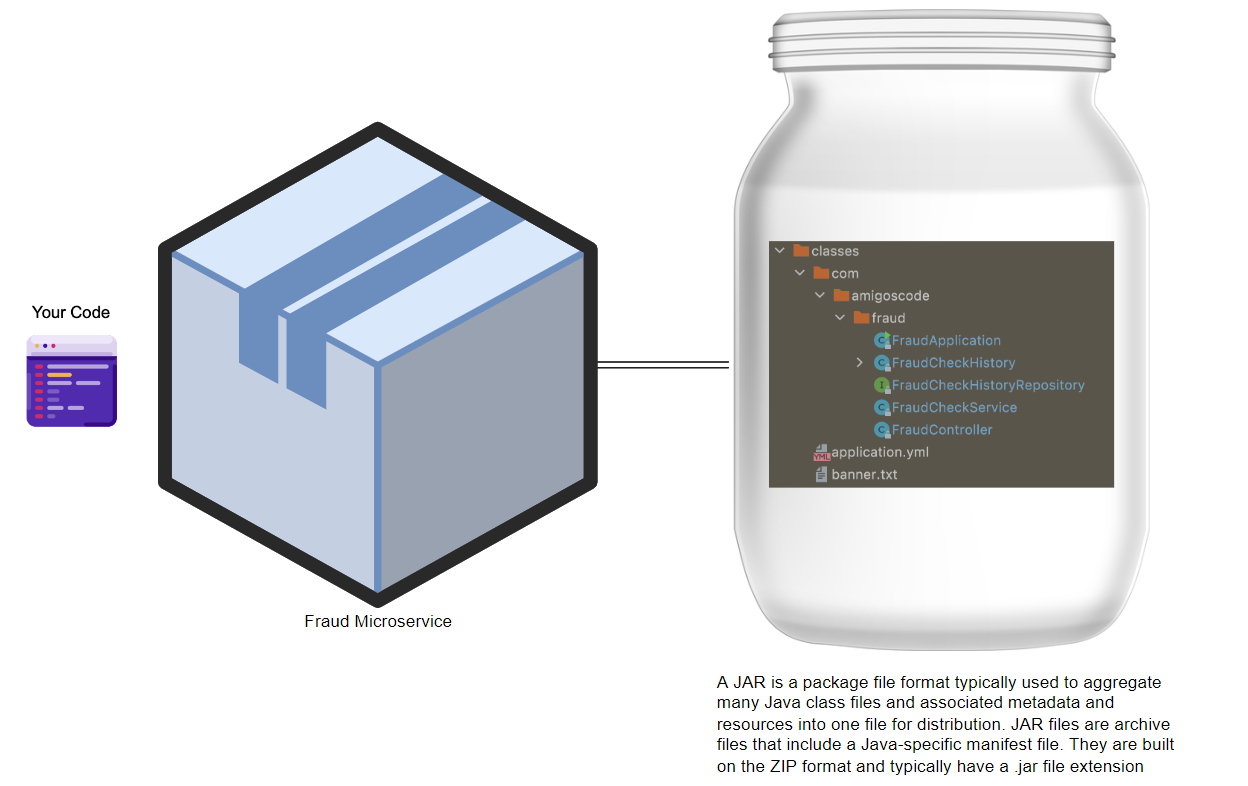 Your Code
Fraud Microservice
classes
com
amigoscode
fraud
FraudApplication
FraudCheckHistory
FraudCheckHistoryRepository
FraudCheckService
FraudController
application.yml
banner.txt
A JAR is a package file format typically used to aggregate
many Java class files and associated metadata and
resources into one file for distribution. JAR files are archive
files that include a Java-specific manifest file. They are built
on the ZIP format and typically have a .jar file extension